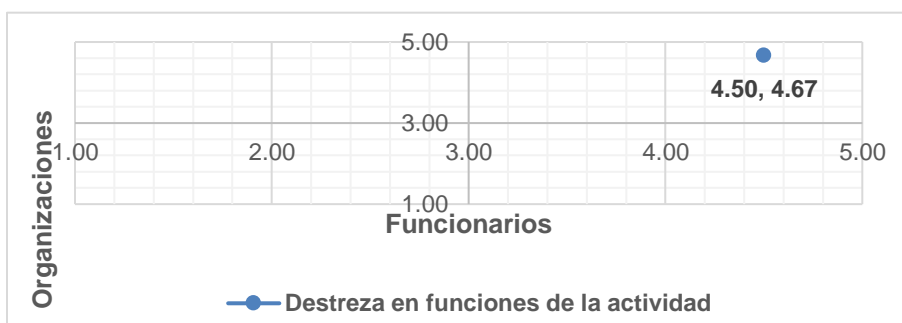 5.00
4.50, 4.67
3.00
1.00 2.00 3.00 4.00 5.00
1.00
Funcionarios
Organizaciones
Destreza en funciones de la actividad